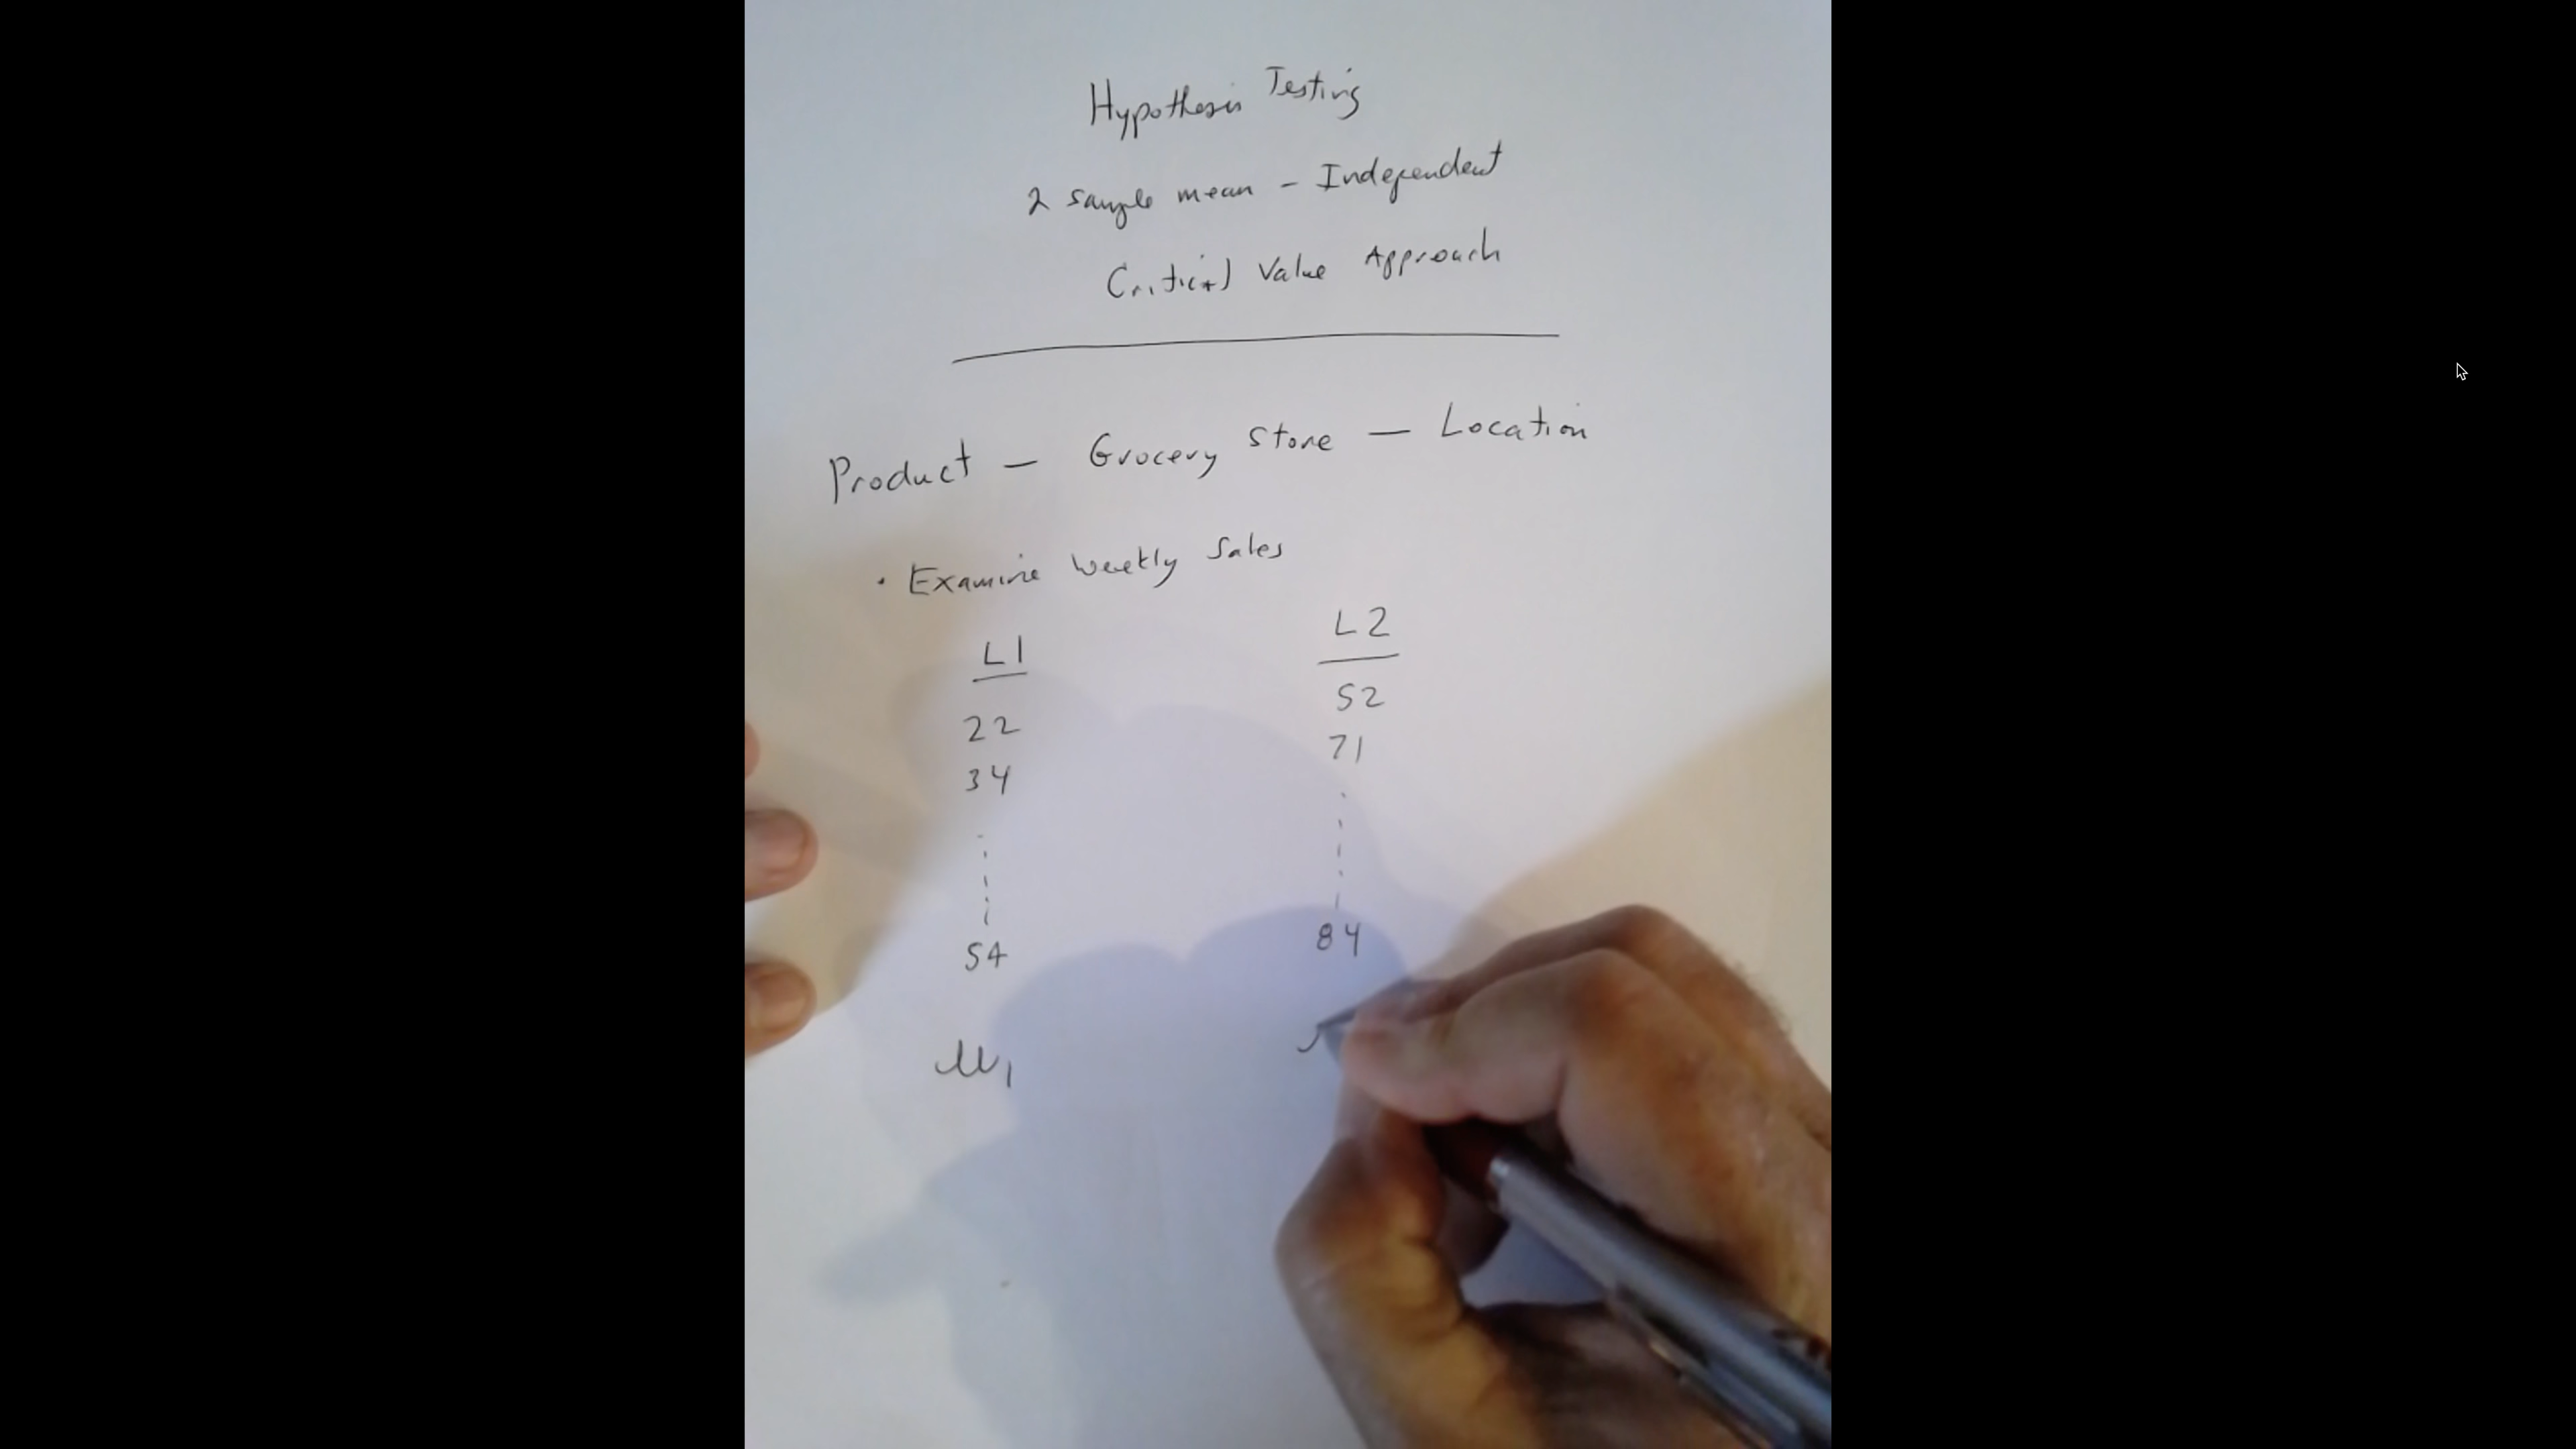 Hypothesis Testing
2 Sample mean - Independent
Critical Value Approach
Product - Grocery Store - Location
· Examine Weekly Sales
L1 L2
22 52
34 71
54 84
μ1